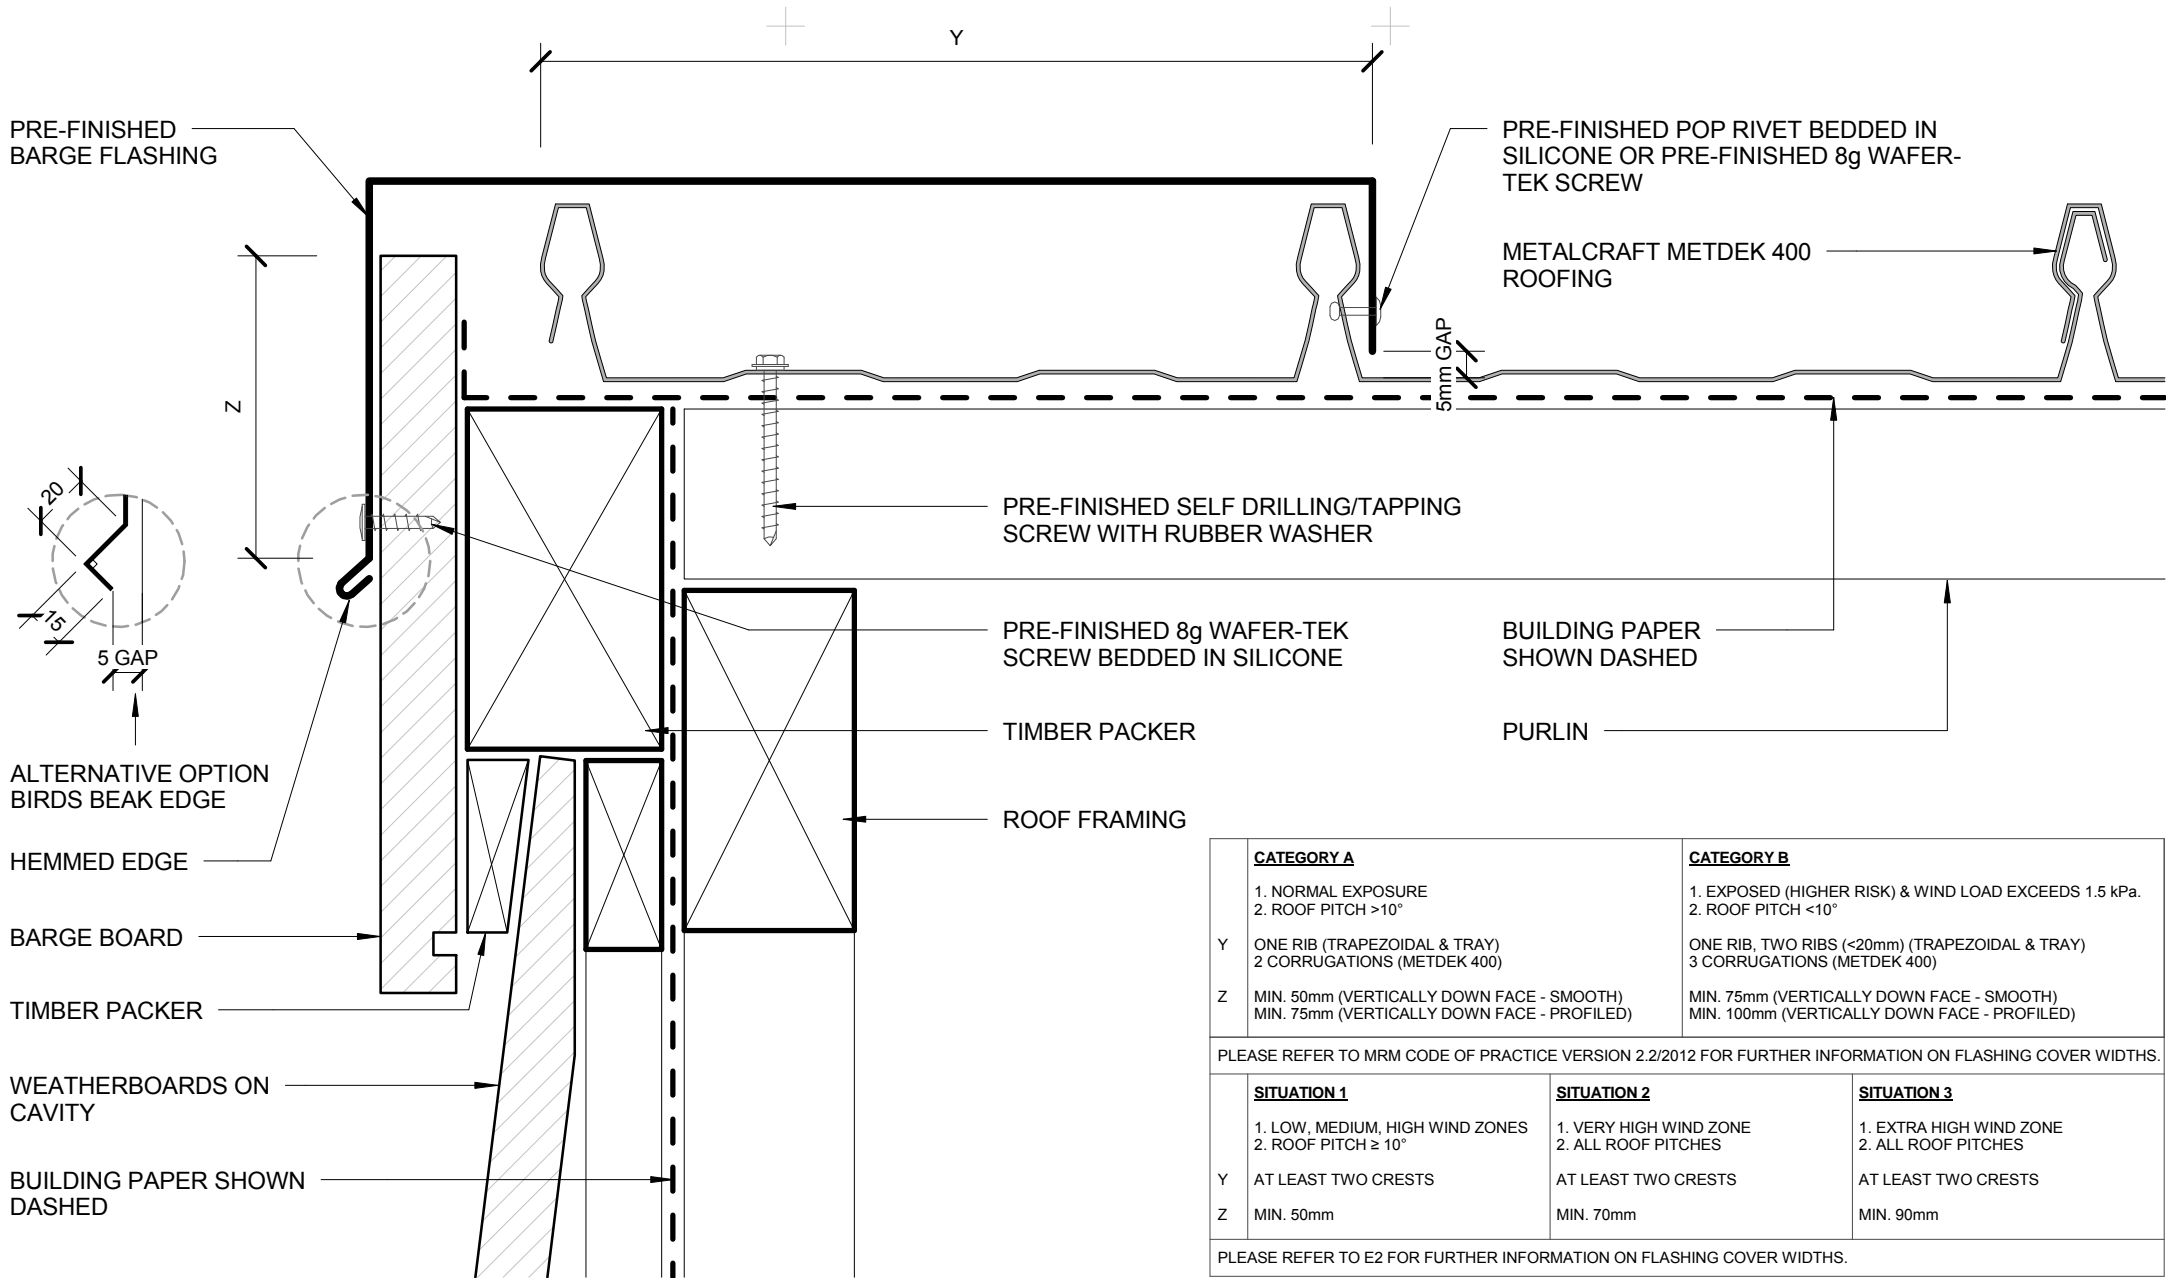 Y
PRE-FINISHED
BARGE FLASHING
PRE-FINISHED POP RIVET BEDDED IN
SILICONE OR PRE-FINISHED 8g WAFER-
TEK SCREW
METALCRAFT METDEK 400
ROOFING
5mm GAP
Z
20
15
5 GAP
PRE-FINISHED SELF DRILLING/TAPPING
SCREW WITH RUBBER WASHER
PRE-FINISHED 8g WAFER-TEK
SCREW BEDDED IN SILICONE
BUILDING PAPER
SHOWN DASHED
TIMBER PACKER
PURLIN
ALTERNATIVE OPTION
BIRDS BEAK EDGE
ROOF FRAMING
HEMMED EDGE
BARGE BOARD
TIMBER PACKER
WEATHERBOARDS ON
CAVITY
BUILDING PAPER SHOWN
DASHED
CATEGORY A
1. NORMAL EXPOSURE
2. ROOF PITCH >10°
CATEGORY B
1. EXPOSED (HIGHER RISK) & WIND LOAD EXCEEDS 1.5 kPa.
2. ROOF PITCH <10°
Y
ONE RIB (TRAPEZOIDAL & TRAY)
2 CORRUGATIONS (METDEK 400)
ONE RIB, TWO RIBS (<20mm) (TRAPEZOIDAL & TRAY)
3 CORRUGATIONS (METDEK 400)
Z
MIN. 50mm (VERTICALLY DOWN FACE - SMOOTH)
MIN. 75mm (VERTICALLY DOWN FACE - PROFILED)
MIN. 75mm (VERTICALLY DOWN FACE - SMOOTH)
MIN. 100mm (VERTICALLY DOWN FACE - PROFILED)
PLEASE REFER TO MRM CODE OF PRACTICE VERSION 2.2/2012 FOR FURTHER INFORMATION ON FLASHING COVER WIDTHS.
SITUATION 1
1. LOW, MEDIUM, HIGH WIND ZONES
2. ROOF PITCH ≥ 10°
SITUATION 2
1. VERY HIGH WIND ZONE
2. ALL ROOF PITCHES
SITUATION 3
1. EXTRA HIGH WIND ZONE
2. ALL ROOF PITCHES
Y
AT LEAST TWO CRESTS
AT LEAST TWO CRESTS
AT LEAST TWO CRESTS
Z
MIN. 50mm
MIN. 70mm
MIN. 90mm
PLEASE REFER TO E2 FOR FURTHER INFORMATION ON FLASHING COVER WIDTHS.